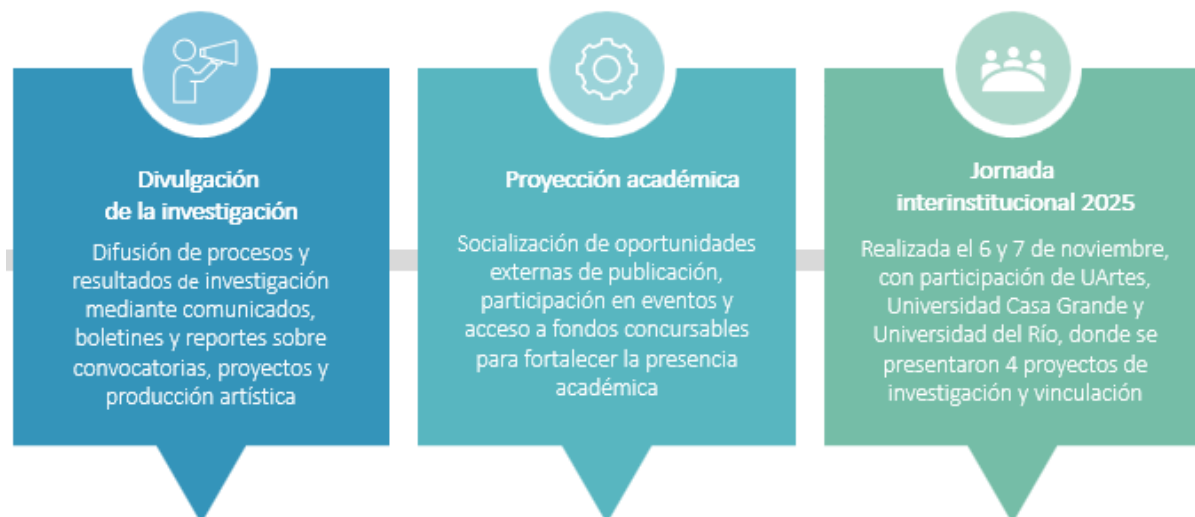 Divulgación
de la investigación
Difusión de procesos y
resultados de investigación
mediante comunicados,
boletines y reportes sobre
convocatorias, proyectos y
producción artística
Proyección académica
Socialización de oportunidades
externas de publicación,
participación en eventos y
acceso a fondos concursables
para fortalecer la presencia
académica
Jornada
interinstitucional 2025
Realizada el 6 y 7 de noviembre,
con participación de UArtes,
Universidad Casa Grande y
Universidad del Río, donde se
presentaron 4 proyectos de
investigación y vinculación